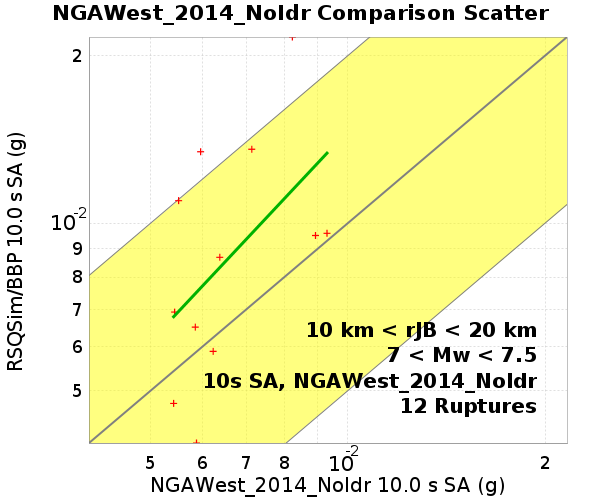 NGAWest_2014_NoIdr Comparison Scatter
RSQSim/BBP 10.0 s SA (g)
2
10-2
9
8
7
6
5
10 km < rJB < 20 km
7 < Mw < 7.5
10s SA, NGAWest_2014_NoIdr
12 Ruptures
5 6 7 8 10-2 2
NGAWest_2014_NoIdr 10.0 s SA (g)